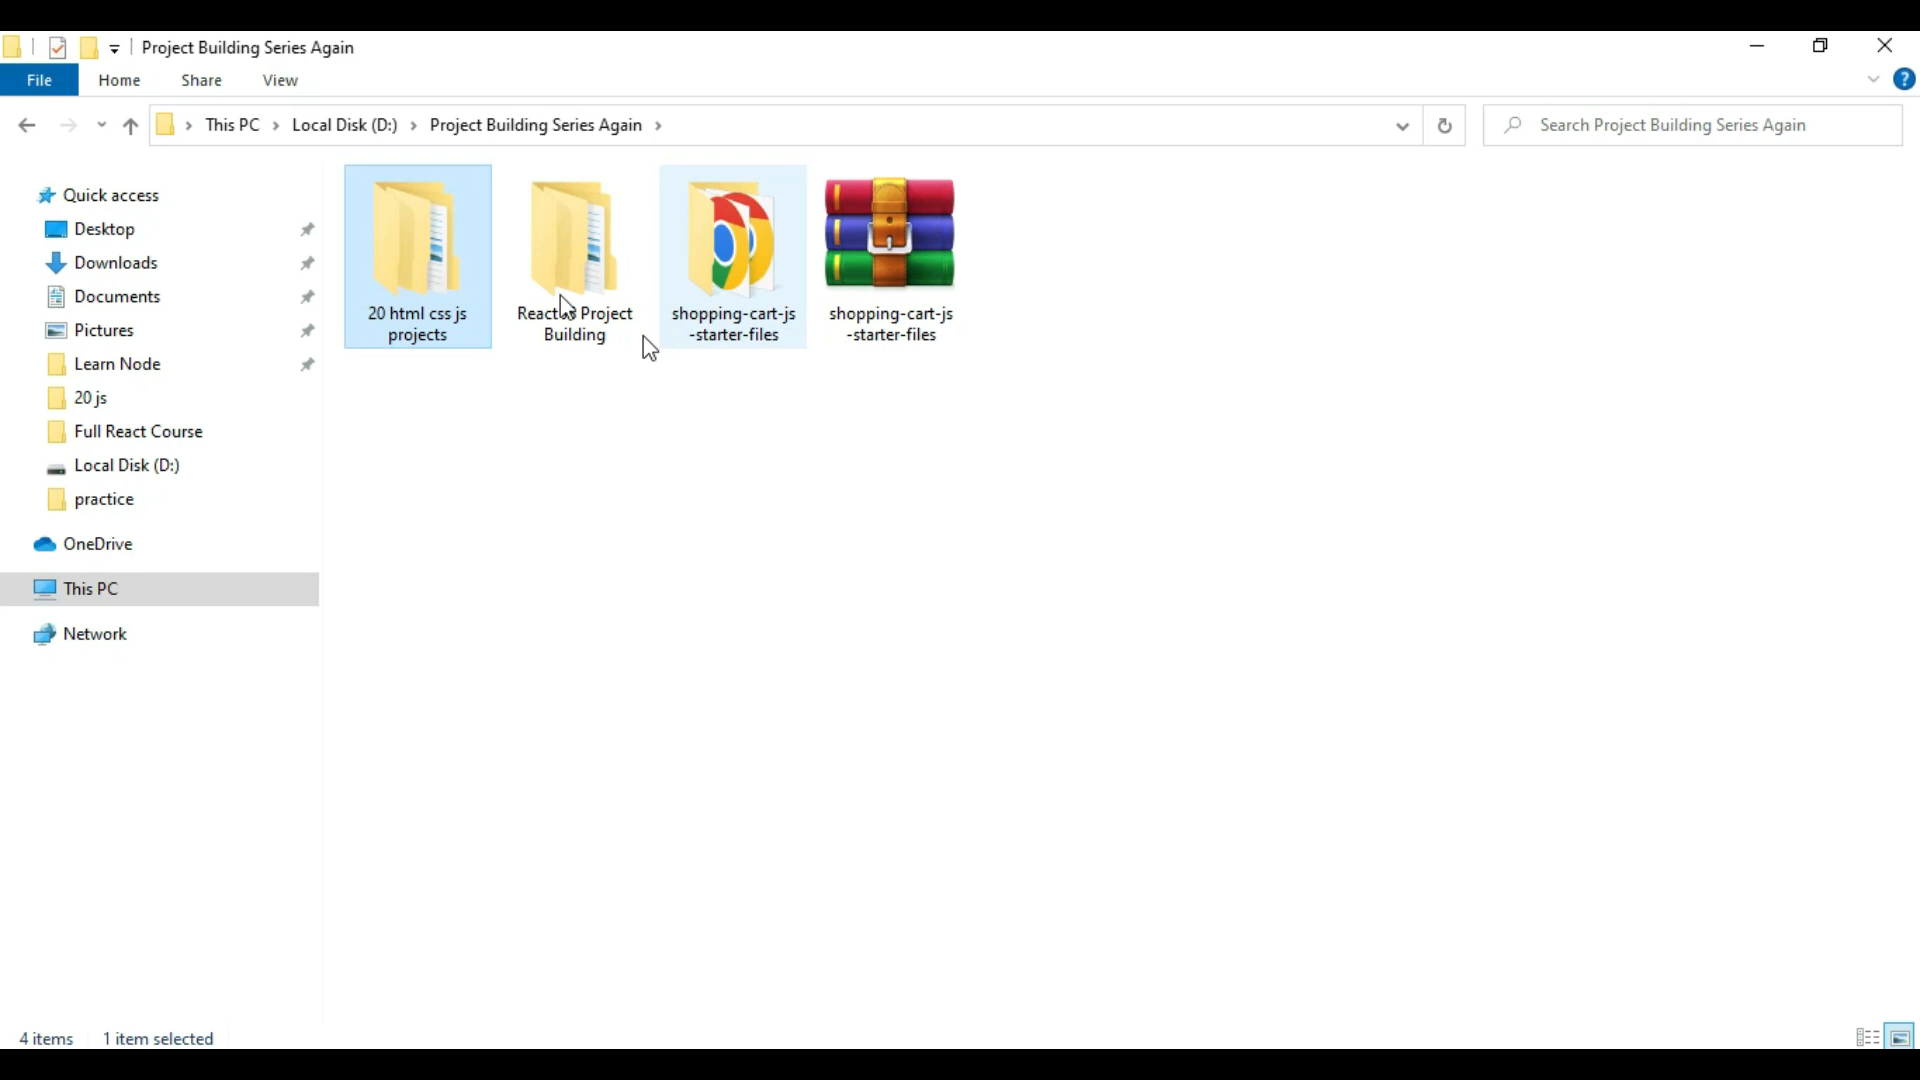 Project Building Series Again
File Home Share View
?
This PC Local Disk (D:) Project Building Series Again
Search Project Building Series Again
Quick access
Desktop
Downloads
Documents
Pictures
Learn Node
20 js
Full React Course
Local Disk (D:)
practice
OneDrive
This PC
Network
20 html css js
projects
Project
Building
shopping-cart-js
-starter-files
shopping-cart-js
-starter-files
4 items 1 item selected